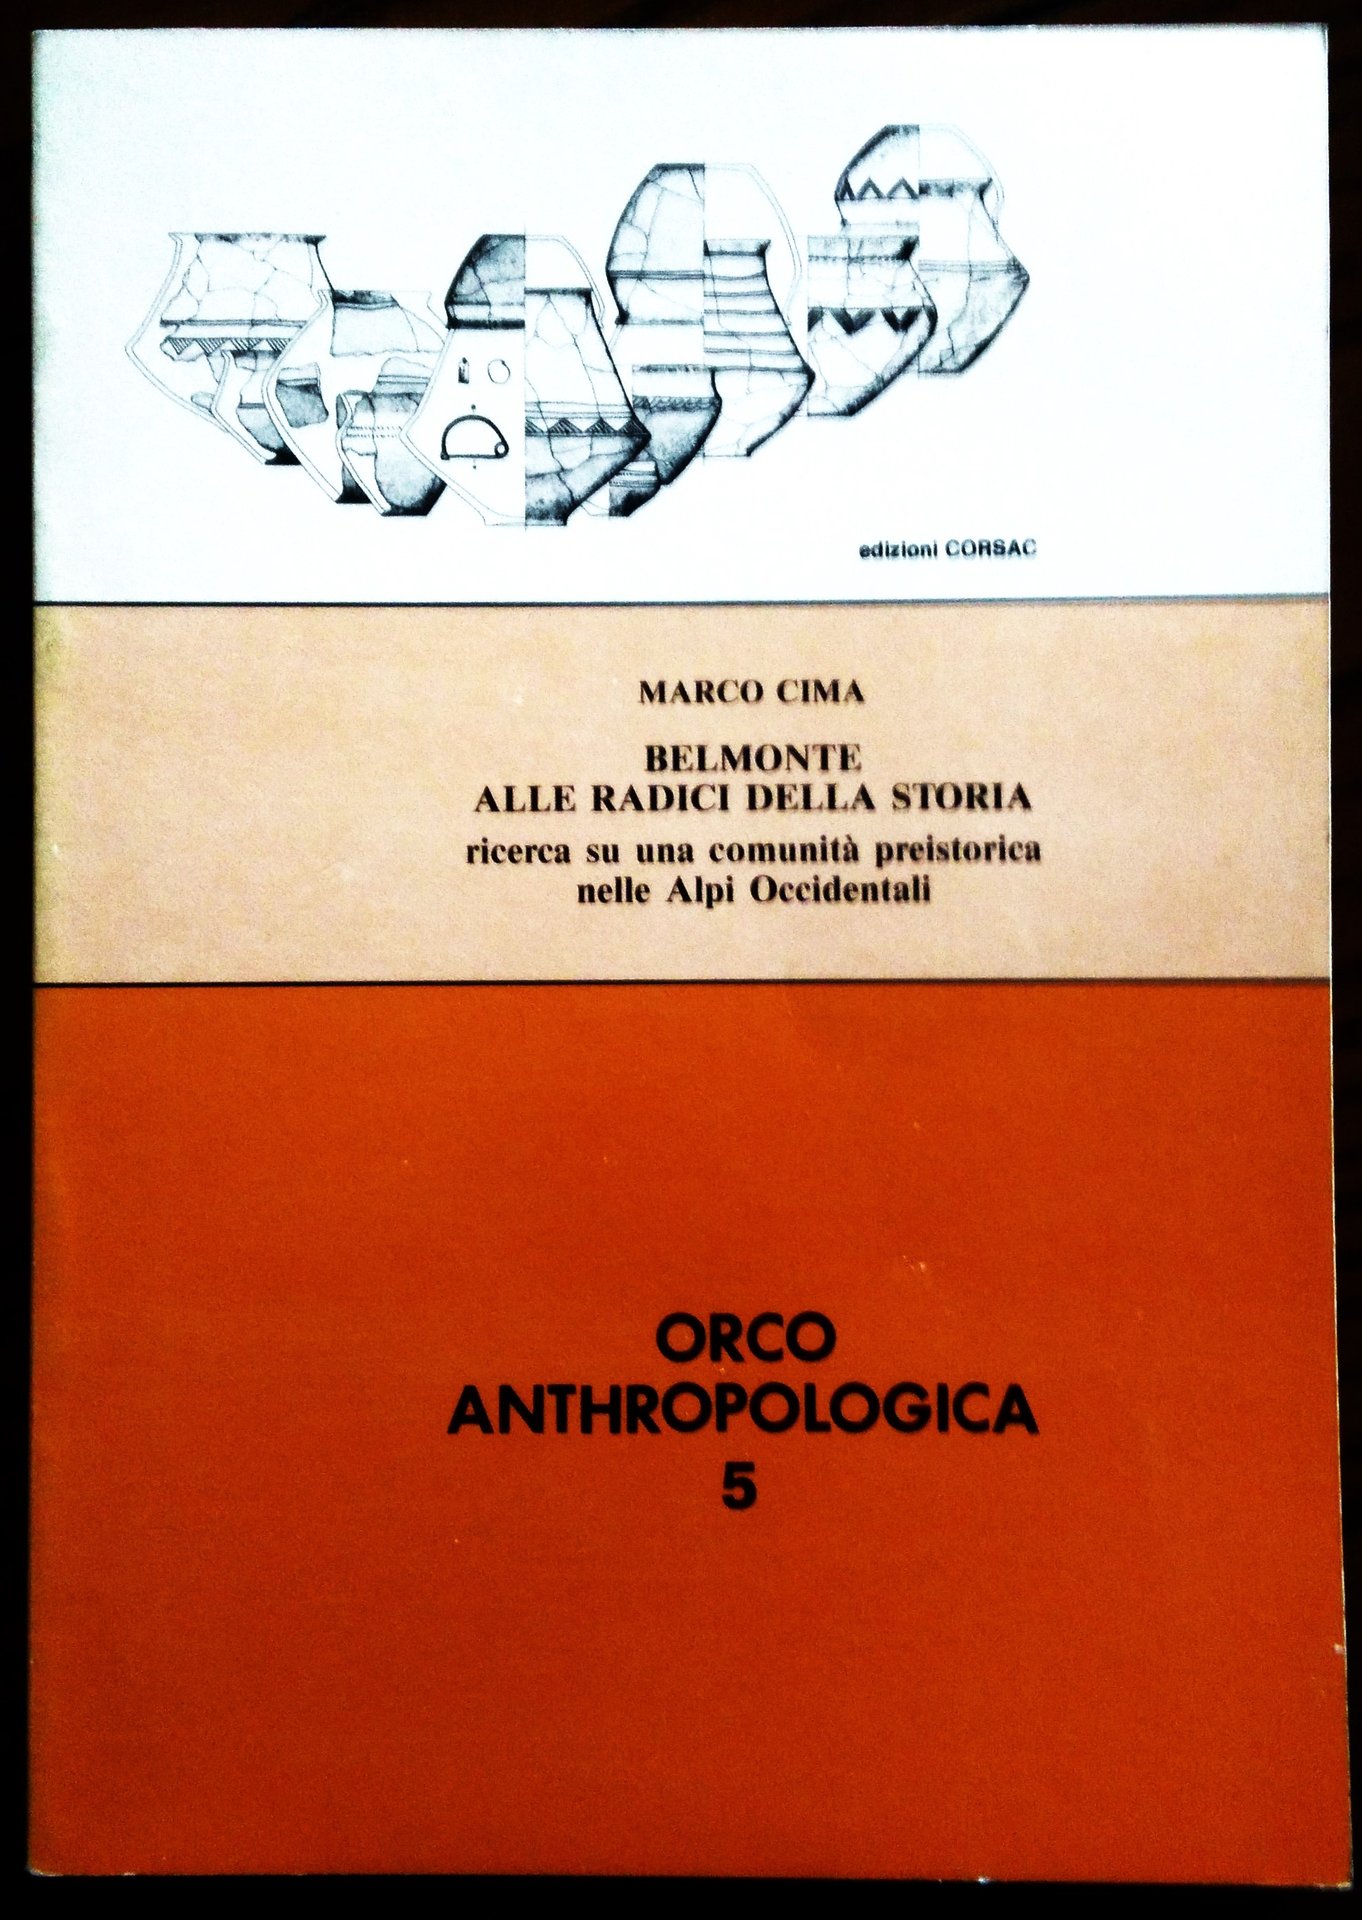 edizioni CORSAC
MARCO CIMA
BELMONTE
ALLE RADICI DELLA STORIA
ricerca su una comunità preistorica
nelle Alpi Occidentali
ORCO
ANTHROPOLOGICA
5